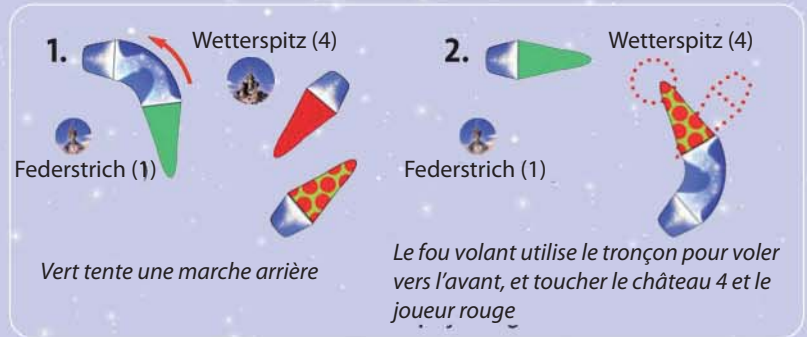 1.
Wetterspitz (4)
Federstrich (1)
Vert tente une marche arrière
2.
Wetterspitz (4)
Federstrich (1)
Le fou volant utilise le tronçon pour voler
vers l'avant, et toucher le château 4 et le
joueur rouge